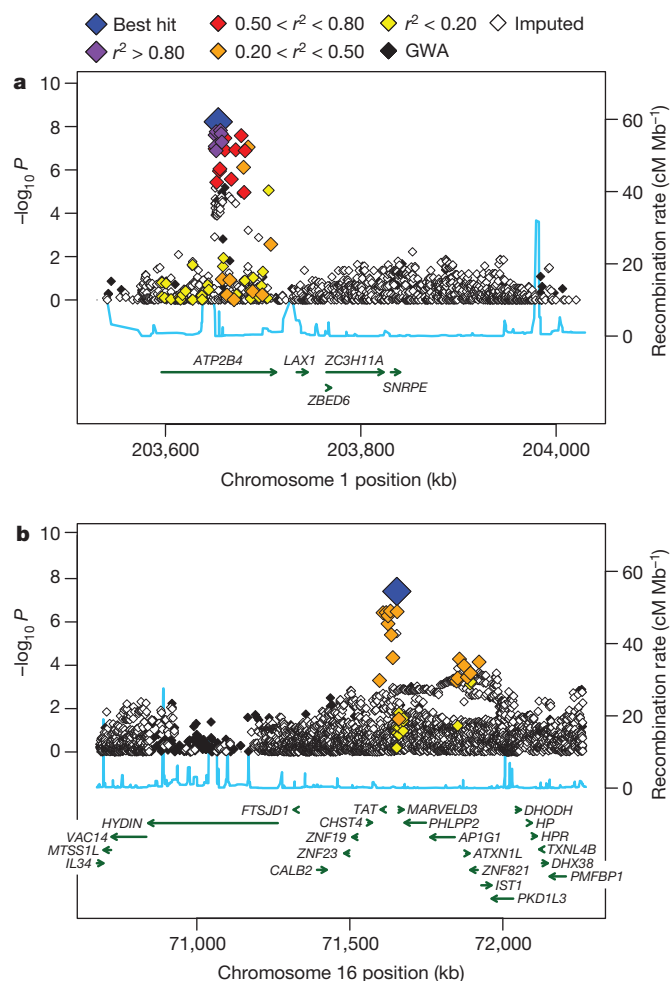 Best hit 0.50 < r² < 0.80 r² < 0.20 Imputed
r² > 0.80 0.20 < r² < 0.50 GWA
a
10
8
6
4
2
0
–log₁₀ P
60
40
20
0
Recombination rate (cM Mb⁻¹)
ATP2B4 LAX1 ZC3H11A
ZBED6 SNRPE
203,600 203,800 204,000
Chromosome 1 position (kb)
b
10
8
6
4
2
0
–log₁₀ P
60
40
20
0
Recombination rate (cM Mb⁻¹)
FTSJD1 TAT MARVELD3 DHODH
HYDIN CHST4 PHLPP2 HP
VAC14 ZNF19 AP1G1 HPR
MTSS1L ZNF23 ATXN1L TXNL4B
IL34 CALB2 ZNF821 DHX38
IST1 PMFBP1
PKD1L3
71,000 71,500 72,000
Chromosome 16 position (kb)